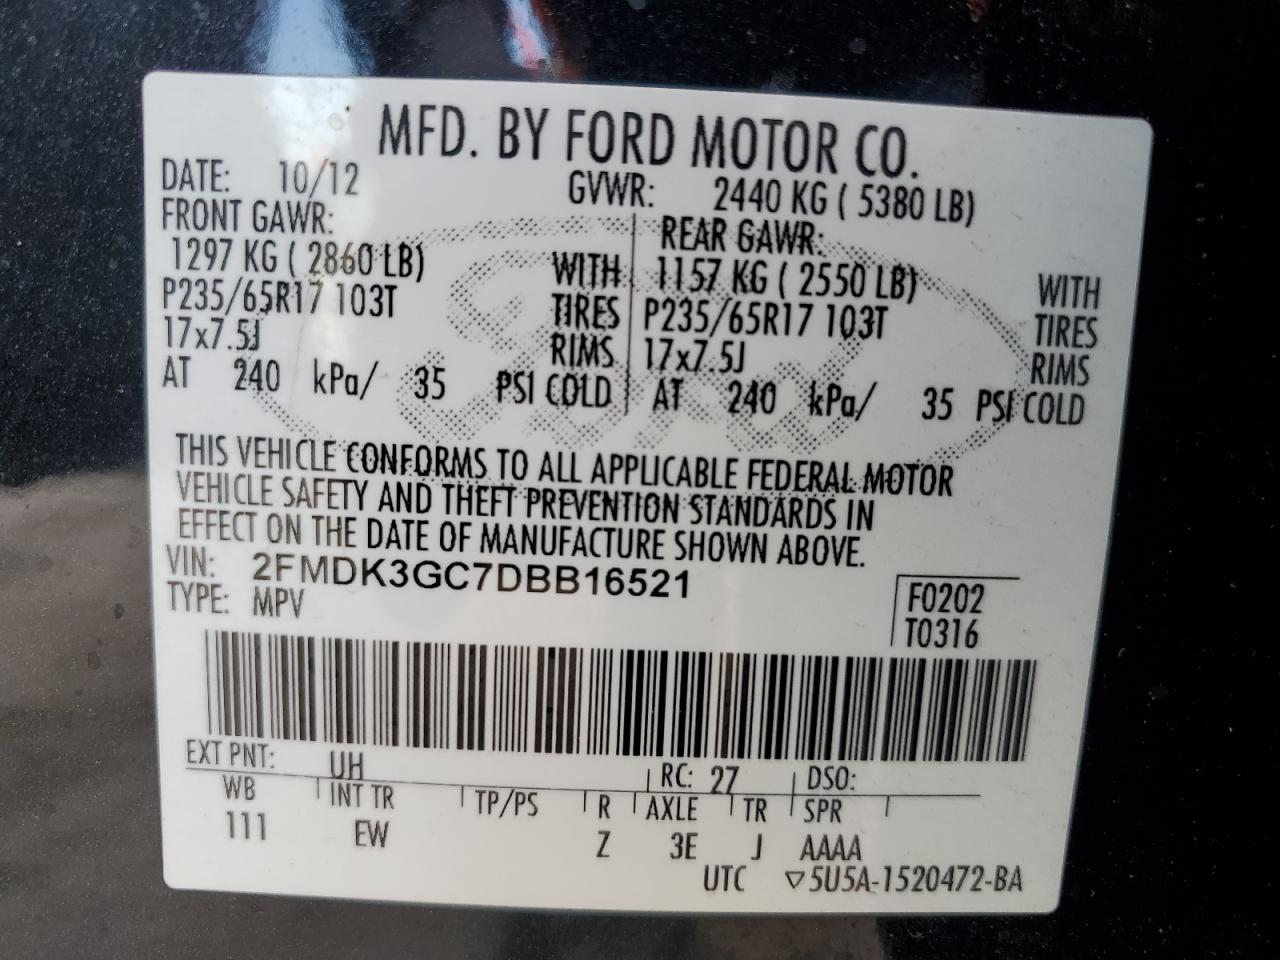 MFD. BY FORD MOTOR CO.
DATE: 10/12 GVWR: 2440 KG ( 5380 LB)
FRONT GAWR: REAR GAWR:
1297 KG ( 2860 LB) WITH 1157 KG ( 2550 LB) WITH
P235/65R17 103T TIRES P235/65R17 103T TIRES
17x7.5J RIMS 17x7.5J RIMS
AT 240 kPa/ 35 PSI COLD AT 240 kPa/ 35 PSI COLD
THIS VEHICLE CONFORMS TO ALL APPLICABLE FEDERAL MOTOR
VEHICLE SAFETY AND THEFT PREVENTION STANDARDS IN
EFFECT ON THE DATE OF MANUFACTURE SHOWN ABOVE.
VIN: 2FMDK3GC7DBB16521
TYPE: MPV F0202
T0316
EXT PNT: UH RC: 27 DSO:
WB INT TR TP/PS R AXLE TR SPR
111 EW Z 3E J AAAA
UTC ▽5U5A-1520472-BA